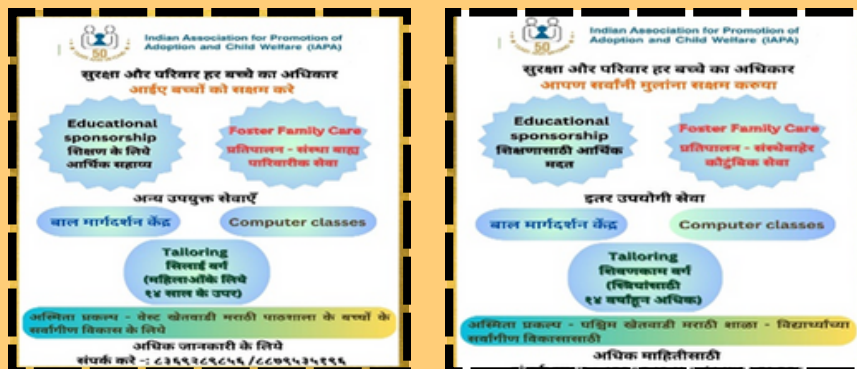 50
Indian Association for Promotion of
Adoption and Child Welfare (IAPA)
सुरक्षा और परिवार हर बच्चे का अधिकार
आईए बच्चों को सक्षम करे
Educational
sponsorship
शिक्षण के लिये
आर्थिक सहाय्य
Foster Family Care
प्रतिपालन - संस्था बाह्य
पारिवारीक सेवा
अन्य उपयुक्त सेवाएँ
बाल मार्गदर्शन केंद्र
Computer classes
Tailoring
सिलाई वर्ग
(महिलाओंके लिये
१४ साल के उपर)
अस्मिता प्रकल्प - वेस्ट खेतवाडी मराठी पाठशाला के बच्चों के
सर्वांगीण विकास के लिये
अधिक जानकारी के लिये
संपर्क करे -:
50
Indian Association for Promotion of
Adoption and Child Welfare (IAPA)
सुरक्षा और परिवार हर बच्चे का अधिकार
आपण सर्वांनी मुलांना सक्षम करुया
Educational
sponsorship
शिक्षणासाठी आर्थिक
मदत
Foster Family Care
प्रतिपालन - संस्थेबाहेर
कौटुंबिक सेवा
इतर उपयोगी सेवा
बाल मार्गदर्शन केंद्र
Computer classes
Tailoring
शिवणकाम वर्ग
(स्त्रियांसाठी
१४ वर्षांहून अधिक)
अस्मिता प्रकल्प - पश्चिम खेतवाडी मराठी शाळा - विद्यार्थ्यांच्या
सर्वांगीण विकासासाठी
अधिक माहितीसाठी